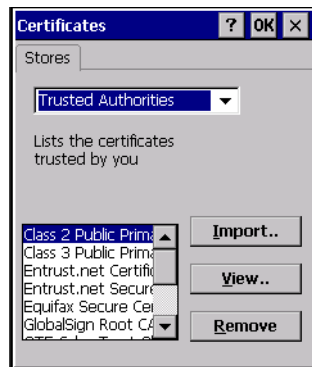 Certificates ? OK ×
Stores
Trusted Authorities
Lists the certificates
trusted by you
Class 2 Public Prima
Class 3 Public Prima
Entrust.net Certific
Entrust.net Secure
Equifax Secure Cer
GlobalSign Root CA
Import..
View..
Remove